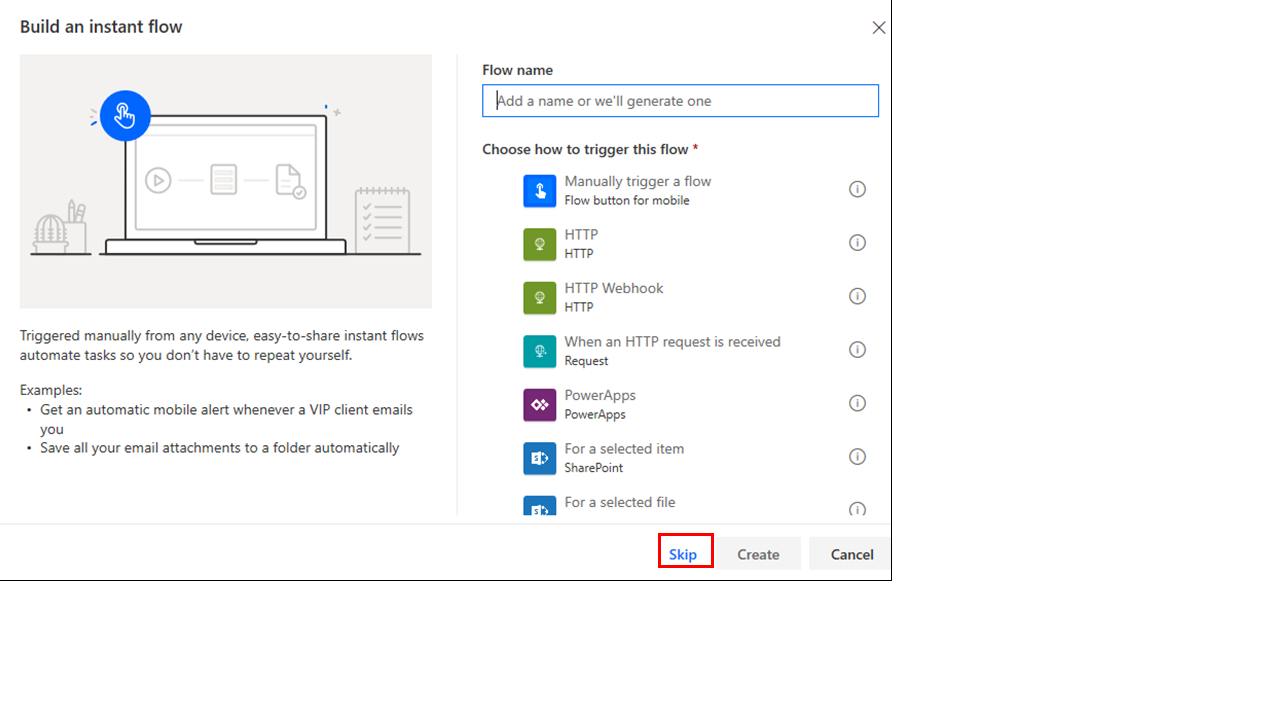 Build an instant flow
Flow name
Add a name or we'll generate one
Choose how to trigger this flow *
Manually trigger a flow
Flow button for mobile
HTTP
HTTP
HTTP Webhook
HTTP
When an HTTP request is received
Request
PowerApps
PowerApps
For a selected item
SharePoint
For a selected file
Triggered manually from any device, easy-to-share instant flows
automate tasks so you don’t have to repeat yourself.
Examples:
• Get an automatic mobile alert whenever a VIP client emails
you
• Save all your email attachments to a folder automatically
Skip
Create
Cancel